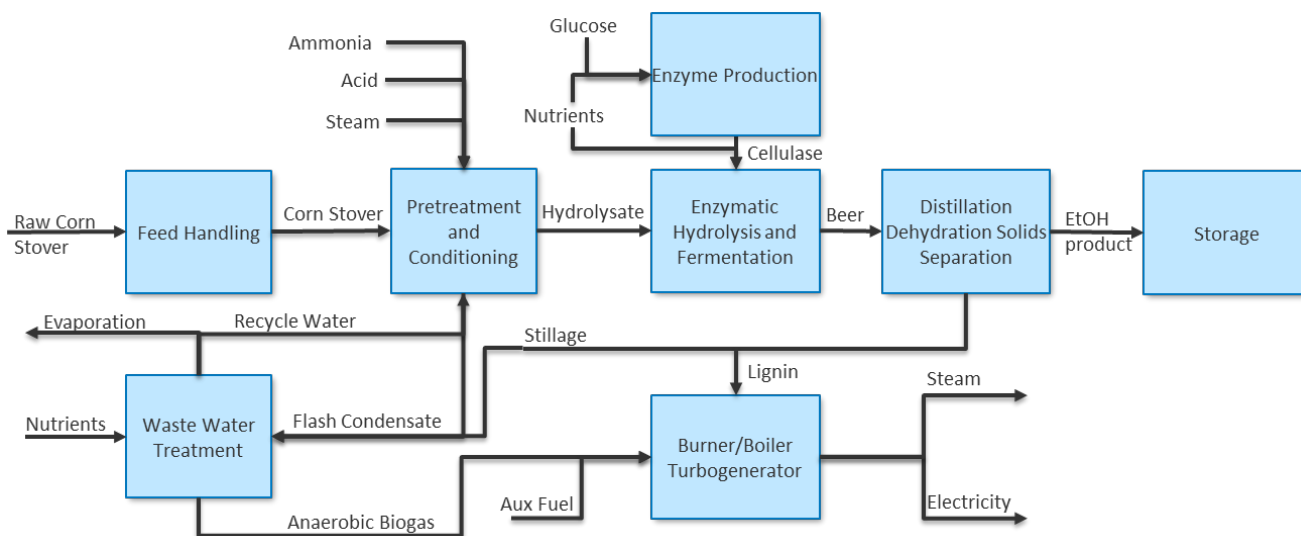 Glucose
Ammonia
Enzyme Production
Acid
Nutrients
Steam
Cellulase
Raw Corn
Stover
Feed Handling
Corn Stover
Pretreatment
and
Conditioning
Hydrolysate
Enzymatic
Hydrolysis and
Fermentation
Beer
Distillation
Dehydration Solids
Separation
EtOH
product
Storage
Evaporation
Recycle Water
Stillage
Lignin
Steam
Nutrients
Waste Water
Treatment
Flash Condensate
Burner/Boiler
Turbogenerator
Aux Fuel
Electricity
Anaerobic Biogas